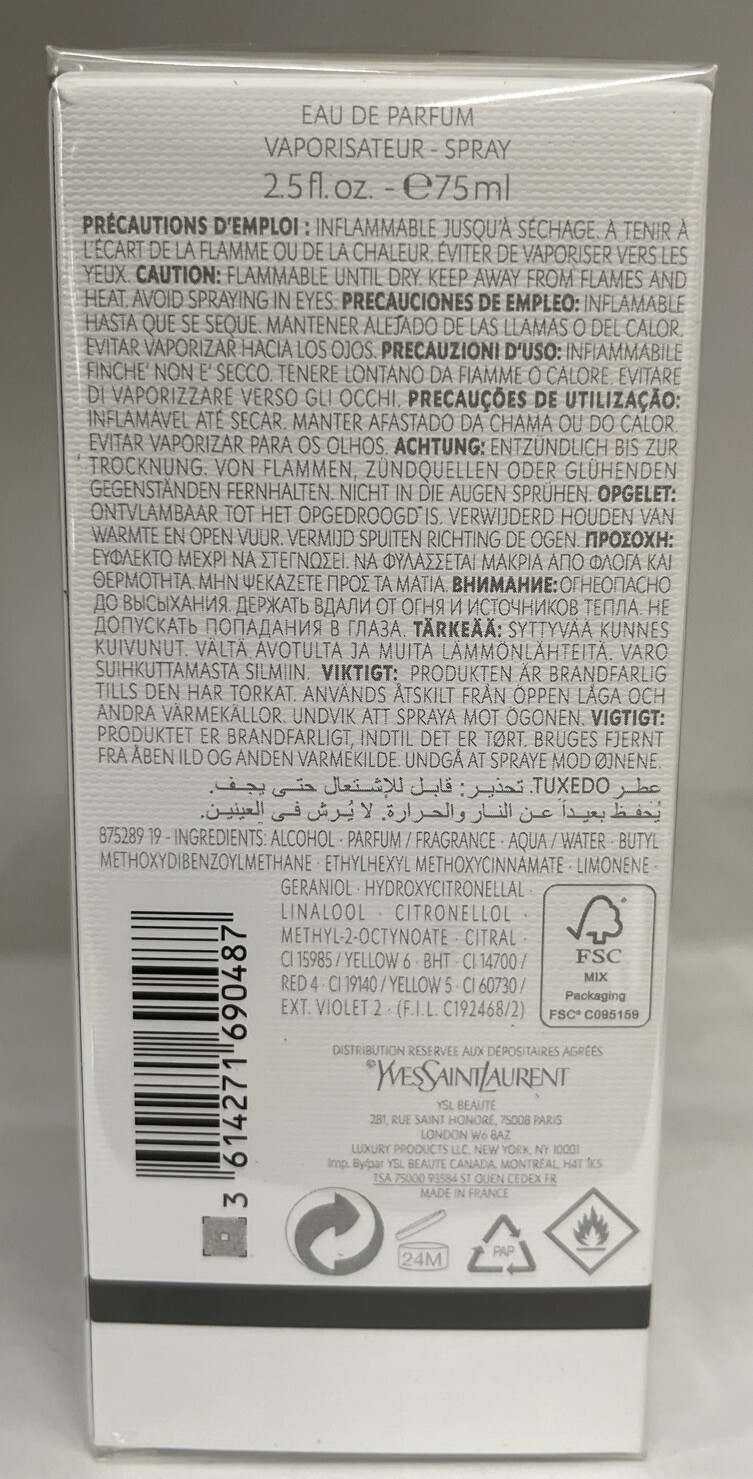 EAU DE PARFUM
VAPORISATEUR - SPRAY
2.5 fl. oz. - ℮75 ml
PRÉCAUTIONS D'EMPLOI : INFLAMMABLE JUSQU'À SÉCHAGE. À TENIR À
L'ÉCART DE LA FLAMME OU DE LA CHALEUR. ÉVITER DE VAPORISER VERS LES
YEUX. CAUTION: FLAMMABLE UNTIL DRY. KEEP AWAY FROM FLAMES AND
HEAT. AVOID SPRAYING IN EYES. PRECAUCIONES DE EMPLEO: INFLAMABLE
HASTA QUE SE SEQUE. MANTENER ALEJADO DE LAS LLAMAS O DEL CALOR.
EVITAR VAPORIZAR HACIA LOS OJOS. PRECAUZIONI D'USO: INFIAMMABILE
FINCHE' NON E' SECCO. TENERE LONTANO DA FIAMME O CALORE. EVITARE
DI VAPORIZZARE VERSO GLI OCCHI. PRECAUÇÕES DE UTILIZAÇÃO:
INFLAMÁVEL ATÉ SECAR. MANTER AFASTADO DA CHAMA OU DO CALOR.
EVITAR VAPORIZAR PARA OS OLHOS. ACHTUNG: ENTZÜNDLICH BIS ZUR
TROCKNUNG. VON FLAMMEN, ZÜNDQUELLEN ODER GLÜHENDEN
GEGENSTÄNDEN FERNHALTEN. NICHT IN DIE AUGEN SPRÜHEN. OPGELET:
ONTVLAMBAAR TOT HET OPGEDROOGD IS. VERWIJDERD HOUDEN VAN
WARMTE EN OPEN VUUR. VERMIJD SPUITEN RICHTING DE OGEN. ΠΡΟΣΟΧΗ:
ΕΥΦΛΕΚΤΟ ΜΕΧΡΙ ΝΑ ΣΤΕΓΝΩΣΕΙ. ΝΑ ΦΥΛΑΣΣΕΤΑΙ ΜΑΚΡΙΑ ΑΠΟ ΦΛΟΓΑ ΚΑΙ
ΘΕΡΜΟΤΗΤΑ. ΜΗΝ ΨΕΚΑΖΕΤΕ ΠΡΟΣ ΤΑ ΜΑΤΙΑ. ВНИМАНИЕ: ОГНЕОПАСНО
ДО ВЫСЫХАНИЯ. ДЕРЖАТЬ ВДАЛИ ОТ ОГНЯ И ИСТОЧНИКОВ ТЕПЛА. НЕ
ДОПУСКАТЬ ПОПАДАНИЯ В ГЛАЗА. TÄRKEÄÄ: SYTTYVÄÄ KUNNES
KUIVUNUT. VÄLTÄ AVOTULTA JA MUITA LÄMMÖNLÄHTEITÄ. VARO
SUIHKUTTAMASTA SILMIIN. VIKTIGT: PRODUKTEN ÄR BRANDFARLIG
TILLS DEN HAR TORKAT. ANVÄNDS ÅTSKILT FRÅN ÖPPEN LÅGA OCH
ANDRA VÄRMEKÄLLOR. UNDVIK ATT SPRAYA MOT ÖGONEN. VIGTIGT:
PRODUKTET ER BRANDFARLIGT, INDTIL DET ER TØRT. BRUGES FJERNT
FRA ÅBEN ILD OG ANDEN VARMEKILDE. UNDGÅ AT SPRAYE MOD ØJNENE.
عطر TUXEDO. تحذير: قابل للإشتعال حتى يجف.
يُحفظ بعيداً عن النار والحرارة. لا يُرش في العينين.
875289 19 - INGREDIENTS: ALCOHOL · PARFUM / FRAGRANCE · AQUA / WATER · BUTYL
METHOXYDIBENZOYLMETHANE · ETHYLHEXYL METHOXYCINNAMATE · LIMONENE ·
GERANIOL · HYDROXYCITRONELLAL ·
LINALOOL · CITRONELLOL ·
METHYL-2-OCTYNOATE · CITRAL ·
CI 15985 / YELLOW 6 · BHT · CI 14700 /
RED 4 · CI 19140 / YELLOW 5 · CI 60730 /
EXT. VIOLET 2 · (F.I.L. C192468/2)
FSC
MIX
Packaging
FSC® C095159
3 614271 690487
DISTRIBUTION RESERVEE AUX DÉPOSITAIRES AGRÉÉS
©YVESSAINTLAURENT
YSL BEAUTÉ
281, RUE SAINT HONORÉ, 75008 PARIS
LONDON W6 8AZ
LUXURY PRODUCTS LLC, NEW YORK, NY 10001
Imp. By/par YSL BEAUTE CANADA, MONTRÉAL, H4T 1K5
TSA 75000 93584 ST OUEN CEDEX FR
MADE IN FRANCE
24M
PAP